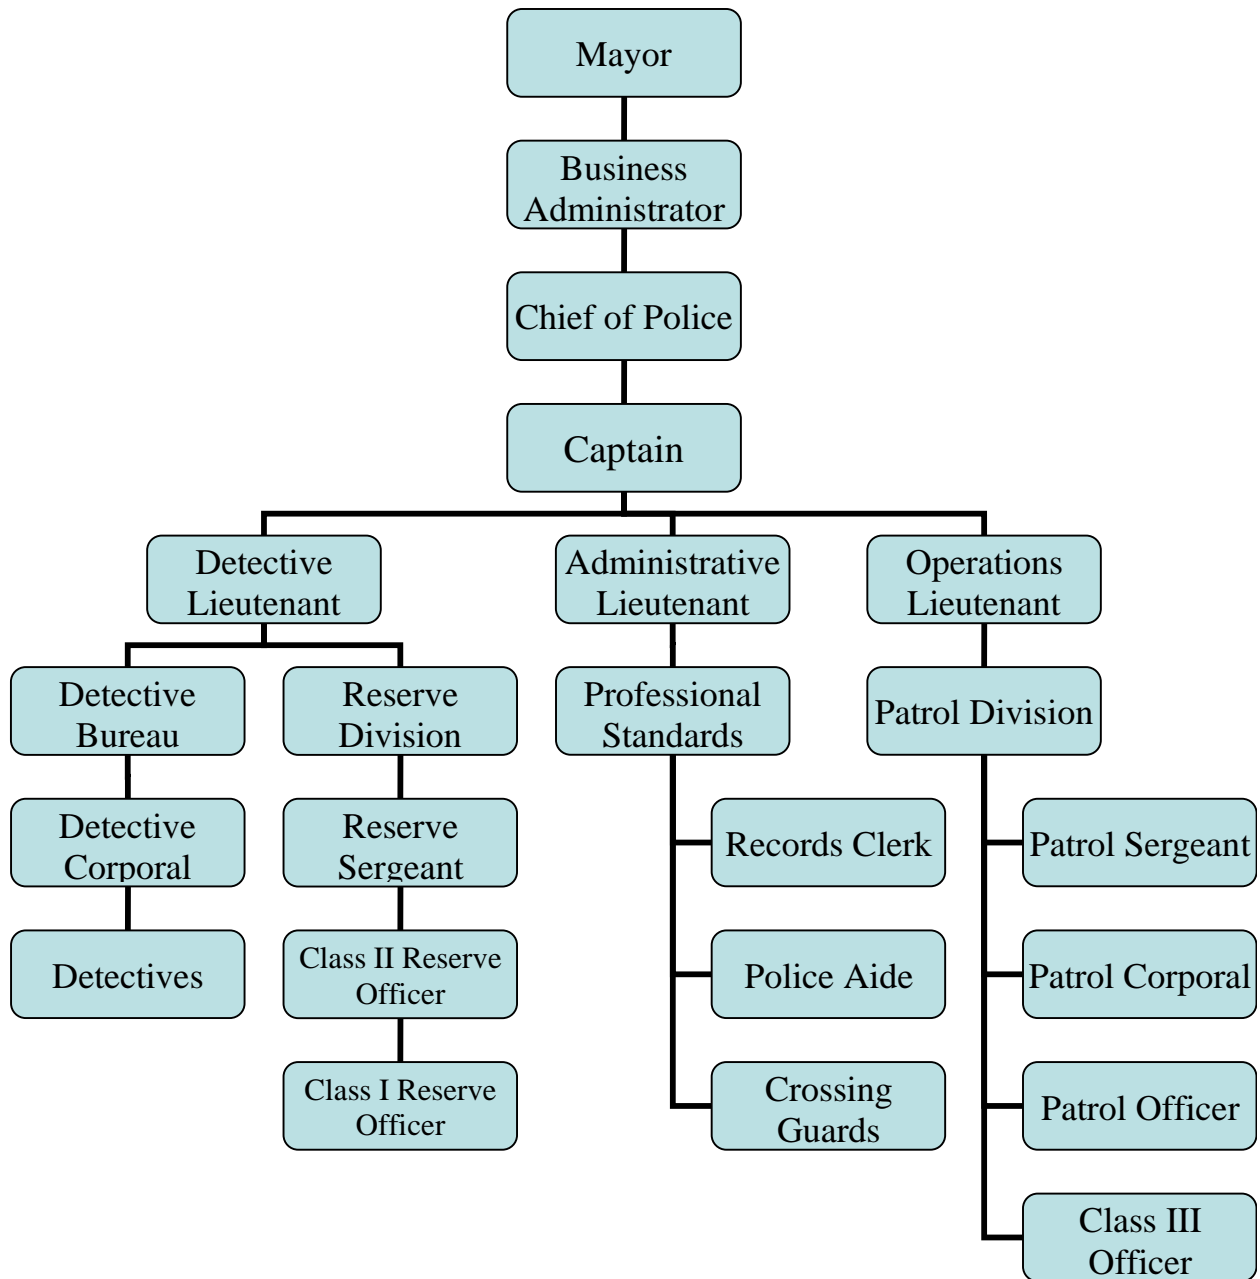 Mayor
Business
Administrator
Chief of Police
Captain
Detective
Lieutenant
Administrative
Lieutenant
Operations
Lieutenant
Detective
Bureau
Reserve
Division
Professional
Standards
Patrol Division
Detective
Corporal
Reserve
Sergeant
Records Clerk
Patrol Sergeant
Detectives
Class II Reserve
Officer
Police Aide
Patrol Corporal
Class I Reserve
Officer
Crossing
Guards
Patrol Officer
Class III
Officer